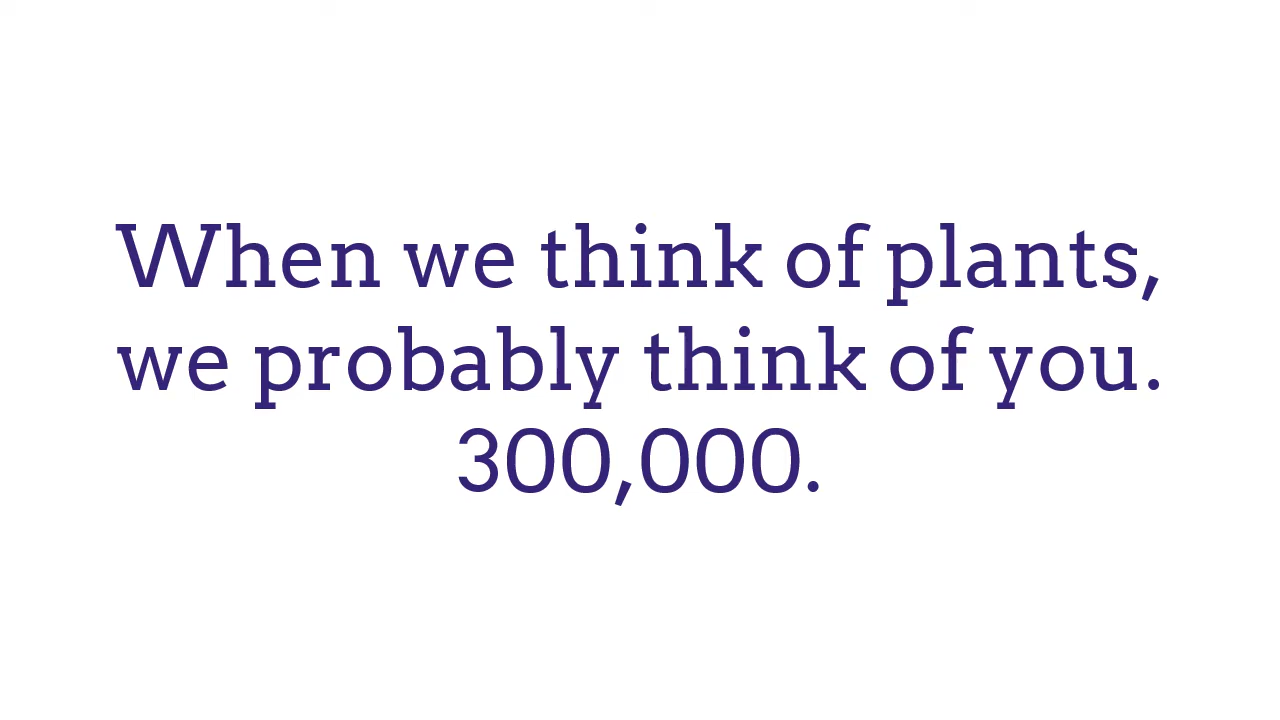 When we think of plants,
we probably think of you.
300,000.